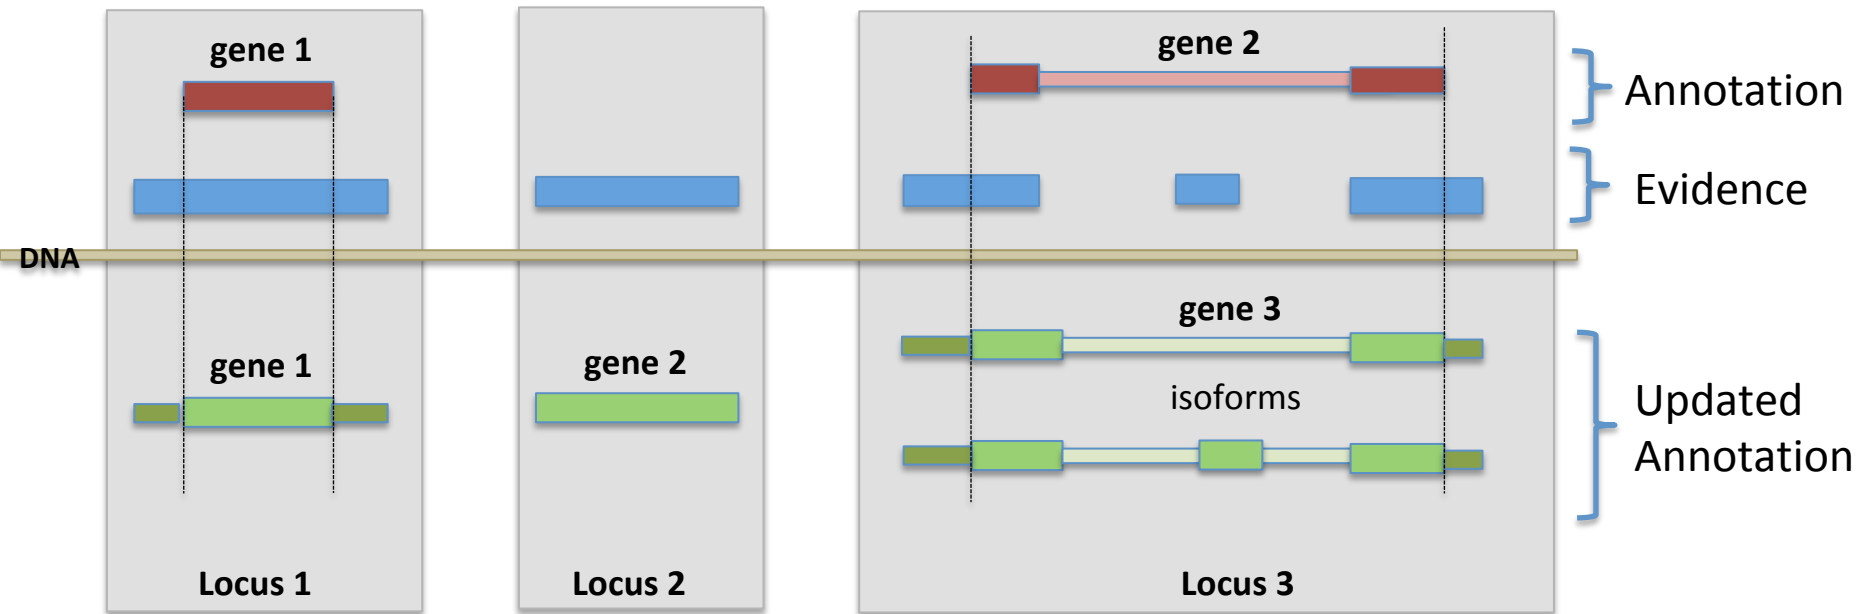 gene 1
gene 2
Annotation
Evidence
DNA
gene 3
gene 1
gene 2
isoforms
Updated
Annotation
Locus 1
Locus 2
Locus 3